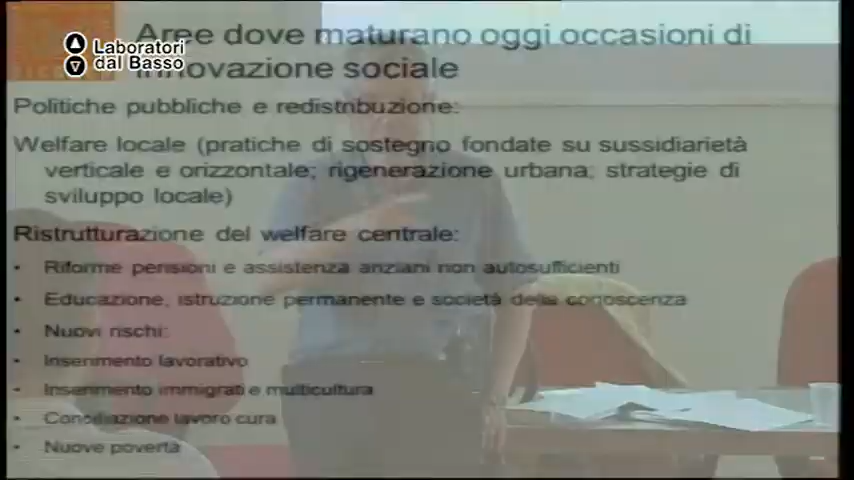 Laboratori
dal Basso
Aree dove maturano oggi occasioni di
innovazione sociale
Politiche pubbliche e redistribuzione:
Welfare locale (pratiche di sostegno fondate su sussidiarietà
verticale e orizzontale; rigenerazione urbana; strategie di
sviluppo locale)
Ristrutturazione del welfare centrale:
• Riforme pensioni e assistenza anziani non autosufficienti
• Educazione, istruzione permanente e società della conoscenza
• Nuovi rischi:
• Inserimento lavorativo
• Inserimento immigrati e multicultura
• Conciliazione lavoro cura
• Nuove povertà